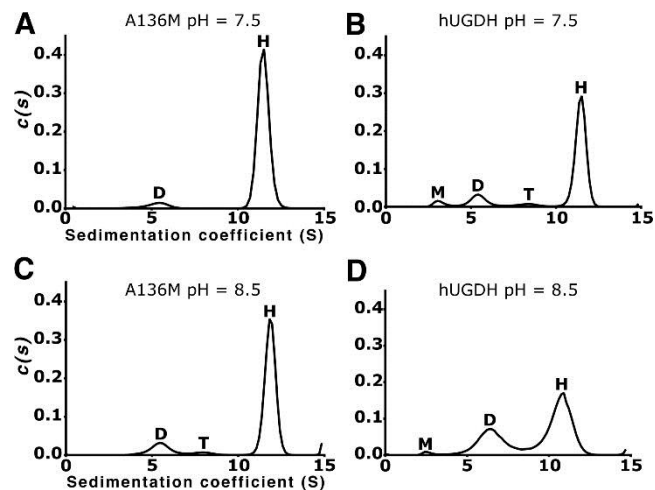 A
A136M pH = 7.5
c(s)
0.4
0.3
0.2
0.1
0.0
H
D
0 5 10 15
Sedimentation coefficient (S)
B
hUGDH pH = 7.5
0.4
0.3
0.2
0.1
0.0
H
M D T
0 5 10 15
C
A136M pH = 8.5
c(s)
0.4
0.3
0.2
0.1
0.0
H
D T
0 5 10 15
Sedimentation coefficient (S)
D
hUGDH pH = 8.5
0.4
0.3
0.2
0.1
0.0
H
D
M
0 5 10 15